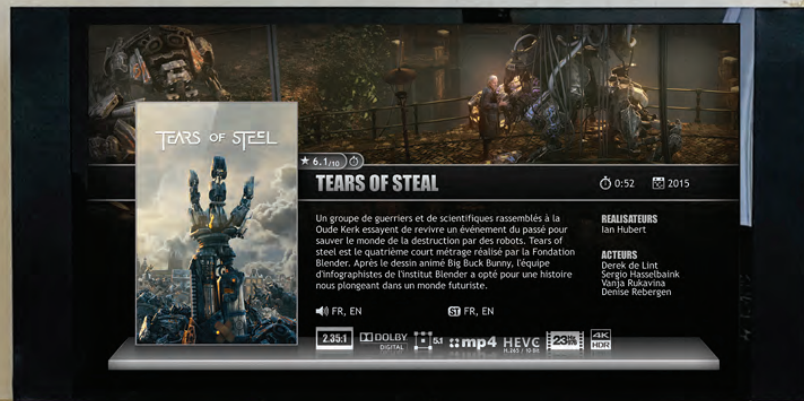 TEARS OF STEEL
6.1/10
TEARS OF STEAL
0:52
2015
Un groupe de guerriers et de scientifiques rassemblés à la
Oude Kerk essayent de revivre un événement du passé pour
sauver le monde de la destruction par des robots. Tears of
steel est le quatrième court métrage réalisé par la Fondation
Blender. Après le dessin animé Big Buck Bunny, l'équipe
d'infographistes de l'institut Blender a opté pour une histoire
nous plongeant dans un monde futuriste.
REALISATEURS
Ian Hubert
ACTEURS
Derek de Lint
Sergio Hasselbaink
Vanja Rukavina
Denise Rebergen
FR, EN
ST FR, EN
2.35:1
DOLBY
DIGITAL
5.1
mp4
HEVC
H.265 / 10 Bit
23
4K
HDR